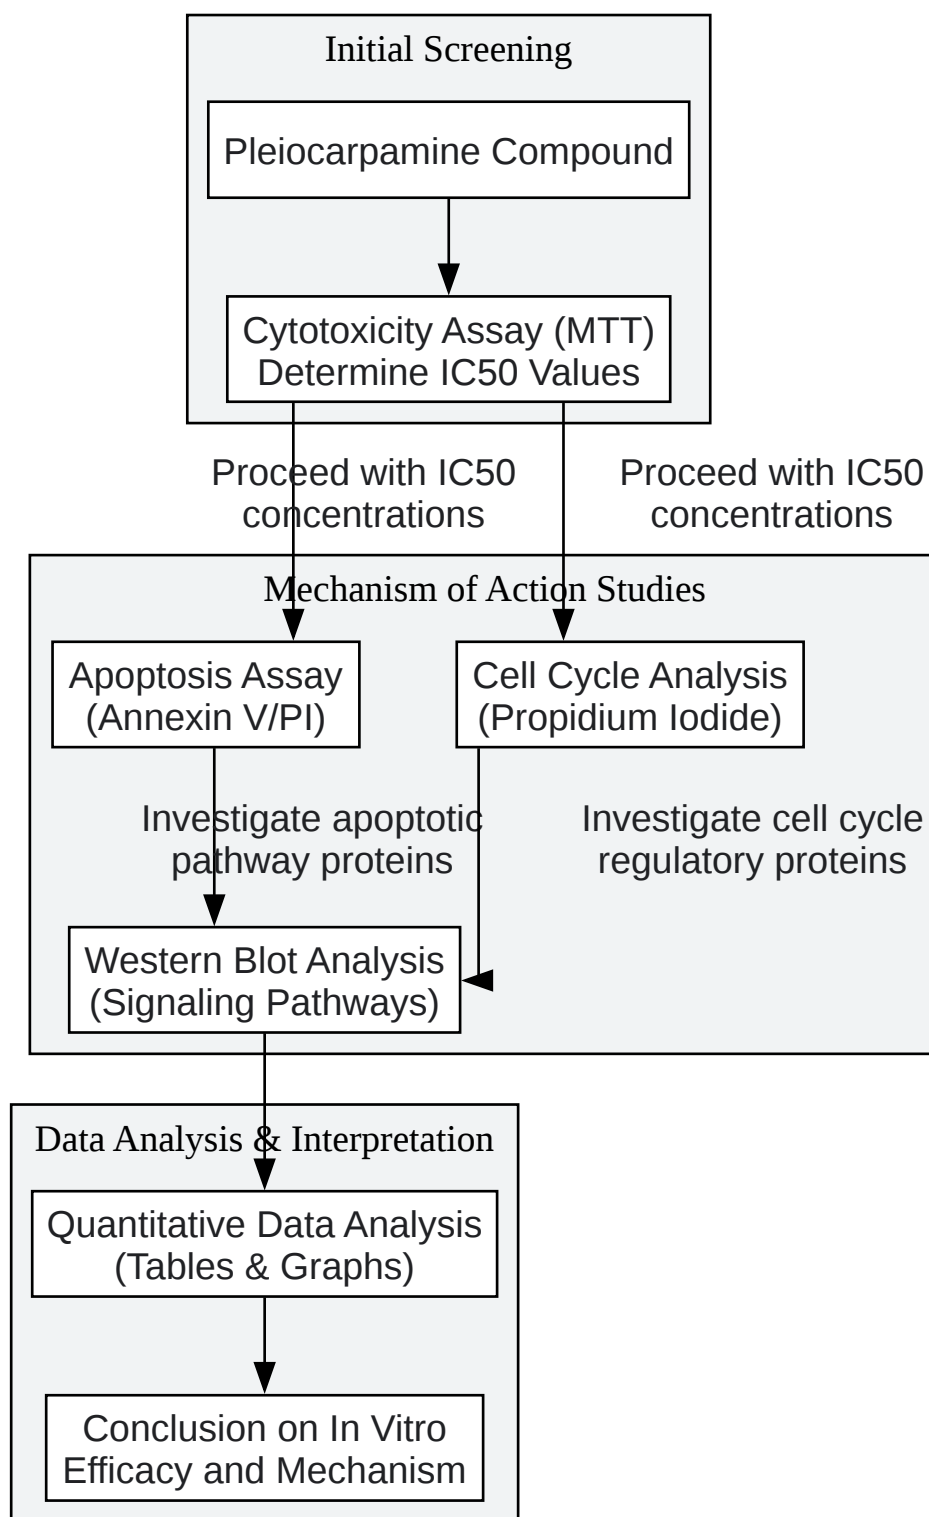 Initial Screening
Pleiocarpamine Compound
Cytotoxicity Assay (MTT)
Determine IC50 Values
Proceed with IC50
concentrations
Proceed with IC50
concentrations
Mechanism of Action Studies
Apoptosis Assay
(Annexin V/PI)
Cell Cycle Analysis
(Propidium Iodide)
Investigate apoptotic
pathway proteins
Investigate cell cycle
regulatory proteins
Western Blot Analysis
(Signaling Pathways)
Data Analysis & Interpretation
Quantitative Data Analysis
(Tables & Graphs)
Conclusion on In Vitro
Efficacy and Mechanism